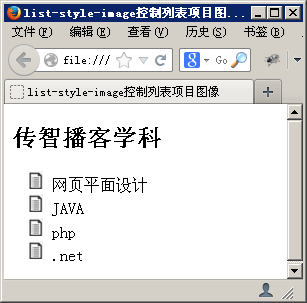 list-style-image控制列表项目图...
文件(F) 编辑(E) 查看(V) 历史(S) 书签(B)
file:/// Go
list-style-image控制列表项目图像
传智播客学科
网页平面设计
JAVA
php
.net